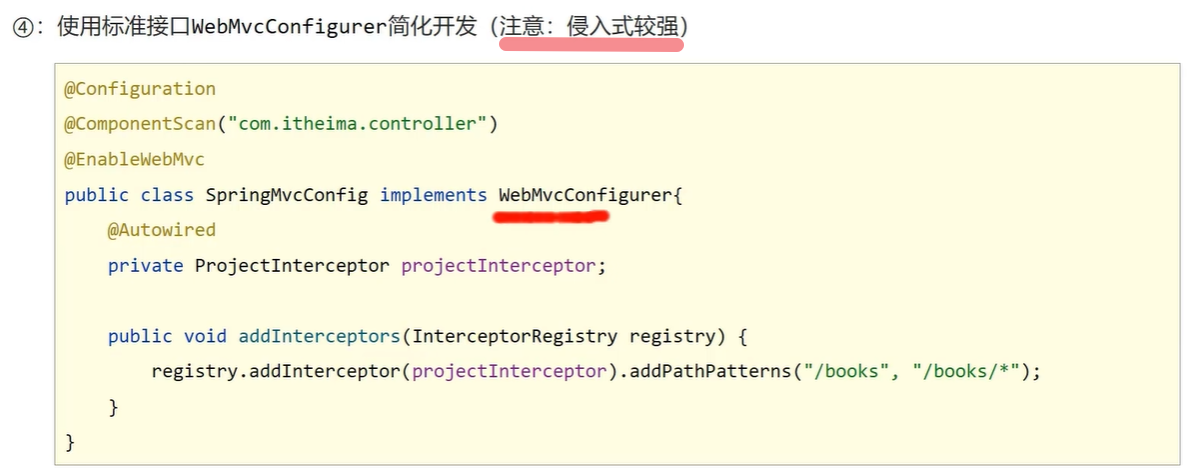 ④：使用标准接口WebMvcConfigurer简化开发（注意：侵入式较强）
@Configuration
@ComponentScan("com.itheima.controller")
@EnableWebMvc
public class SpringMvcConfig implements WebMvcConfigurer{
    @Autowired
    private ProjectInterceptor projectInterceptor;
    public void addInterceptors(InterceptorRegistry registry) {
        registry.addInterceptor(projectInterceptor).addPathPatterns("/books", "/books/*");
    }
}